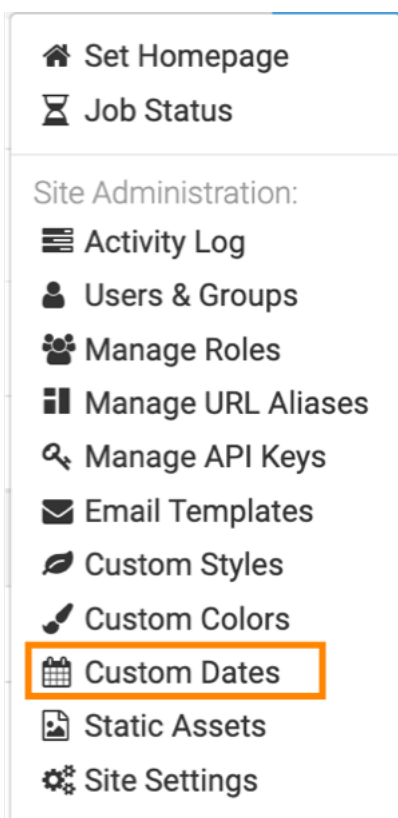 Set Homepage
Job Status
Site Administration:
Activity Log
Users & Groups
Manage Roles
Manage URL Aliases
Manage API Keys
Email Templates
Custom Styles
Custom Colors
Custom Dates
Static Assets
Site Settings